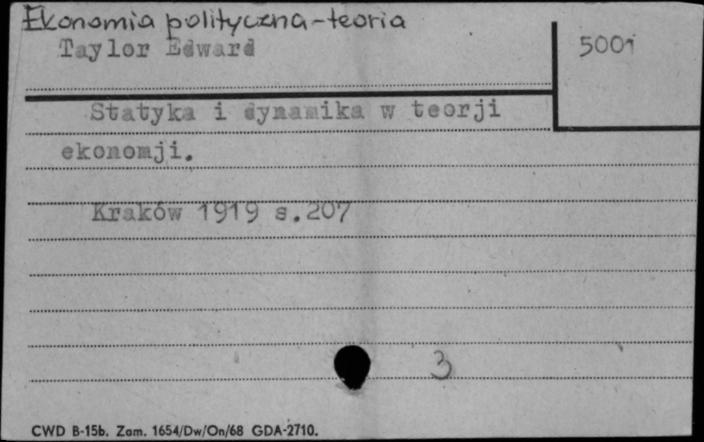 Ekonomia polityczna-teoria
Taylor Edward
5001
Statyka i dynamika w teorji
ekonomji.
Kraków 1919 s.207
3
CWD B-15b. Zam. 1654/Dw/On/68 GDA-2710.